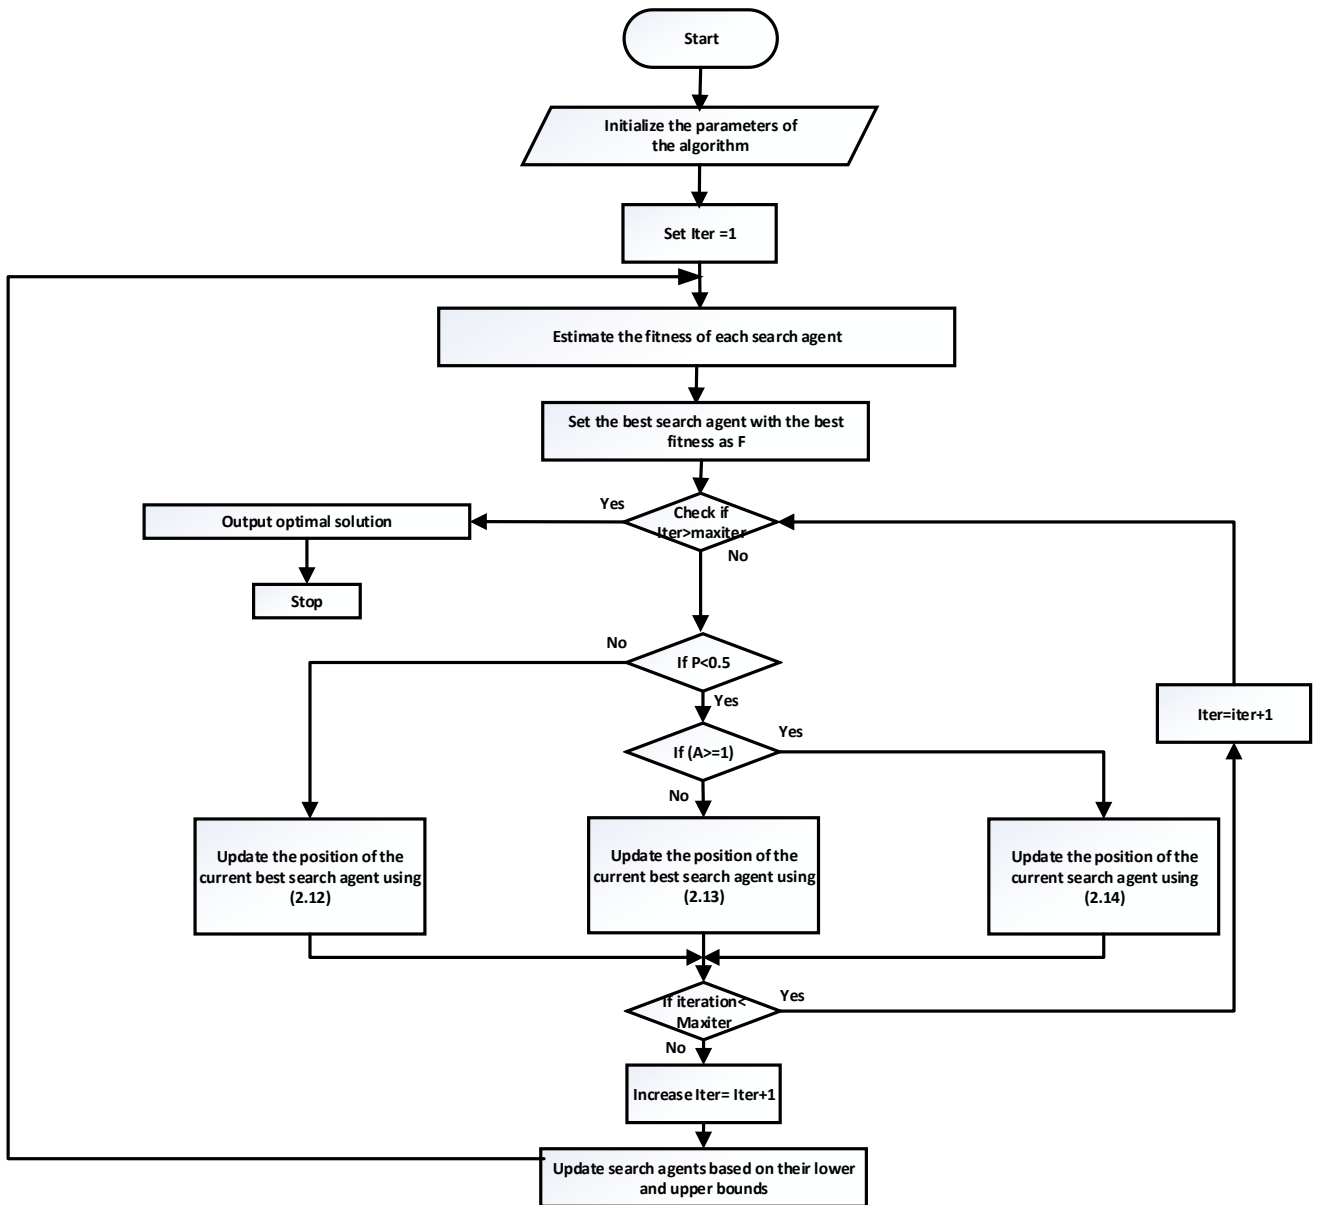 Start
Initialize the parameters of
the algorithm
Set Iter =1
Estimate the fitness of each search agent
Set the best search agent with the best
fitness as F
Yes
Check if
Iter>maxiter
No
Output optimal solution
Stop
No
If P<0.5
Yes
Iter=iter+1
If (A>=1)
Yes
No
Update the position of the
current best search agent using
(2.12)
Update the position of the
current best search agent using
(2.13)
Update the position of the
current search agent using
(2.14)
If iteration<
Maxiter
Yes
No
Increase Iter= Iter+1
Update search agents based on their lower
and upper bounds